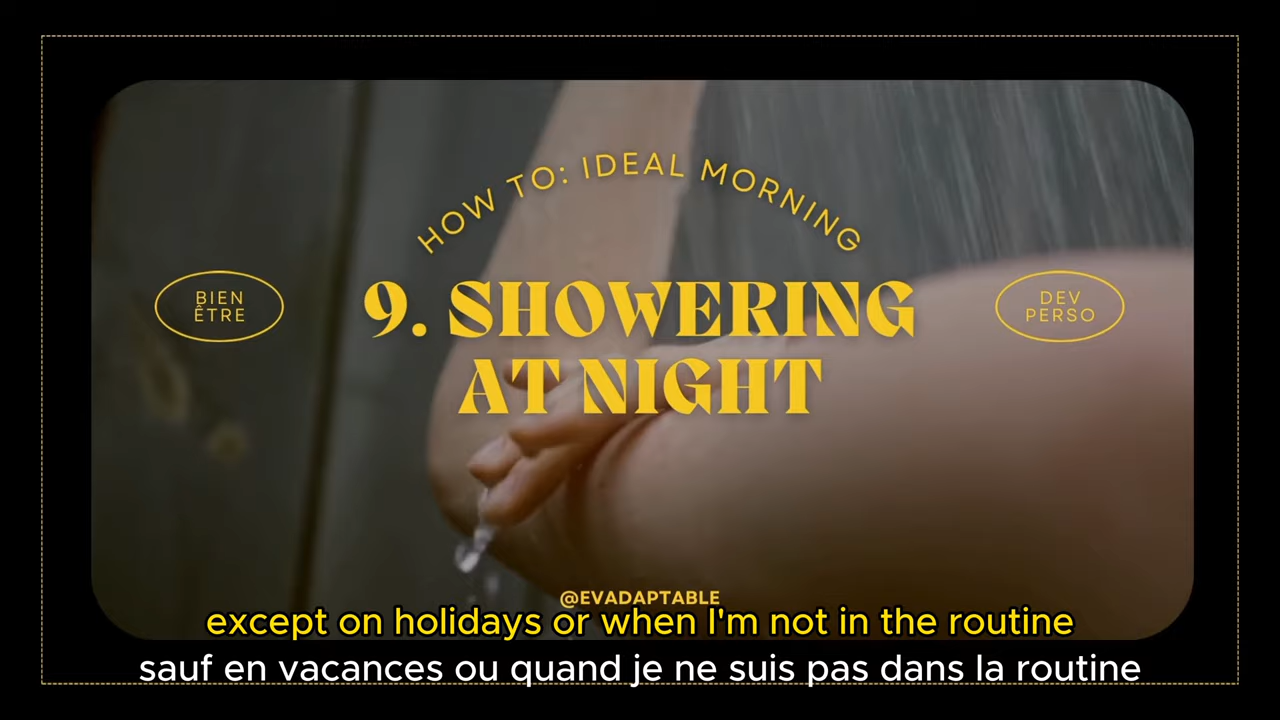 HOW TO: IDEAL MORNING
BIEN
ÊTRE
9. SHOWERING
AT NIGHT
DEV
PERSO
@EVADAPTABLE
except on holidays or when I'm not in the routine
sauf en vacances ou quand je ne suis pas dans la routine